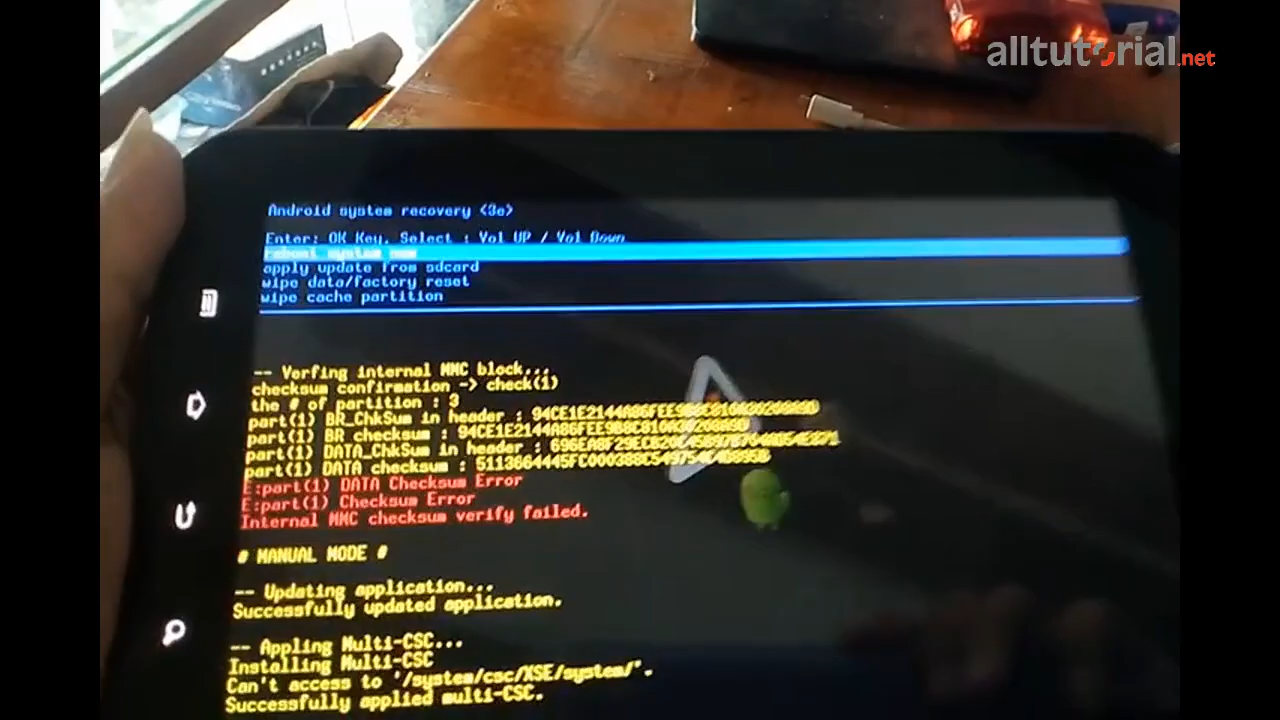 alltutorial.net
Android system recovery <3e>
Enter: OK Key, Select : Vol UP / Vol Down
reboot system now
apply update from sdcard
wipe data/factory reset
wipe cache partition
-- Verfing internal MMC block...
checksum confirmation -> check(1)
the # of partition : 3
part(1) BR_ChkSum in header :
part(1) BR checksum :
part(1) DATA_ChkSum in header :
part(1) DATA checksum :
E:part(1) DATA Checksum Error
E:part(1) Checksum Error
Internal MMC checksum verify failed.
# MANUAL MODE #
-- Updating application...
Successfully updated application.
-- Appling Multi-CSC...
Installing Multi-CSC
Can't access to '/system/csc/XSE/system/'.
Successfully applied multi-CSC.